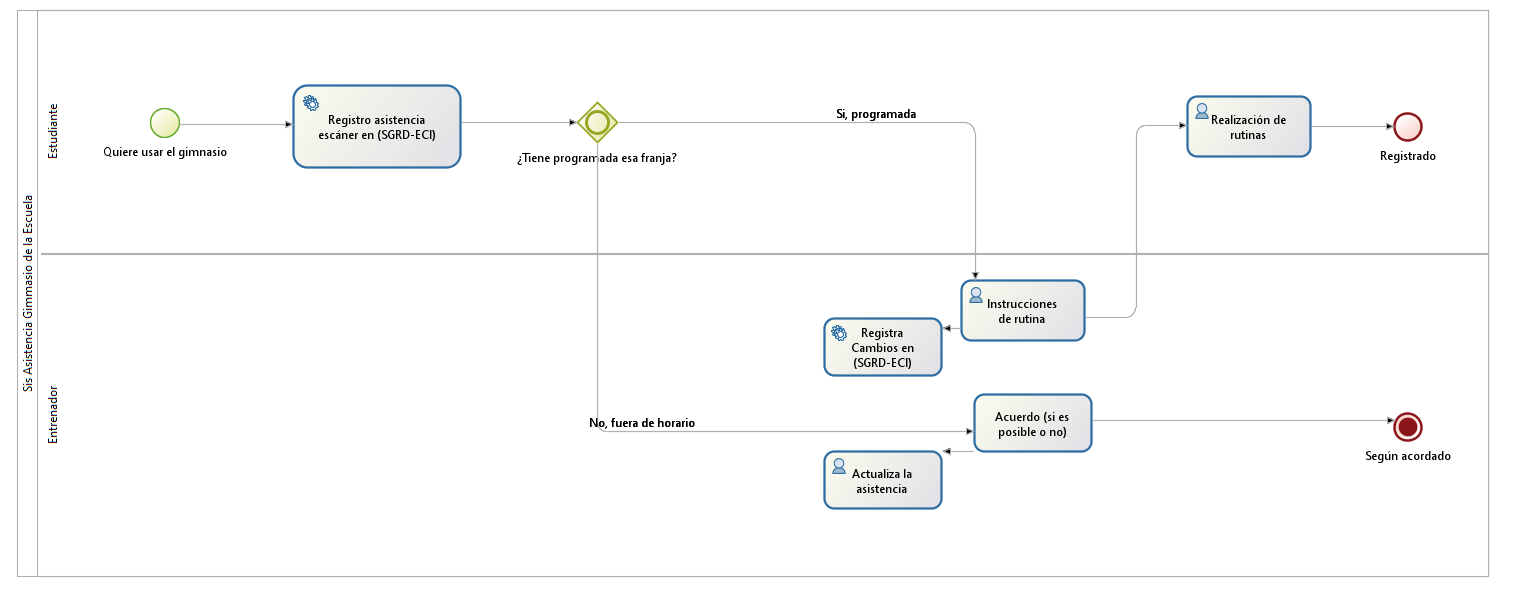 Sis Asistencia Gimmasio de la Escuela
Estudiante
Quiere usar el gimnasio
Registro asistencia
escáner en (SGRD-ECI)
¿Tiene programada esa franja?
Si, programada
Realización de
rutinas
Registrado
Entrenador
Instrucciones
de rutina
Registra
Cambios en
(SGRD-ECI)
No, fuera de horario
Acuerdo (si es
posible o no)
Actualiza la
asistencia
Según acordado